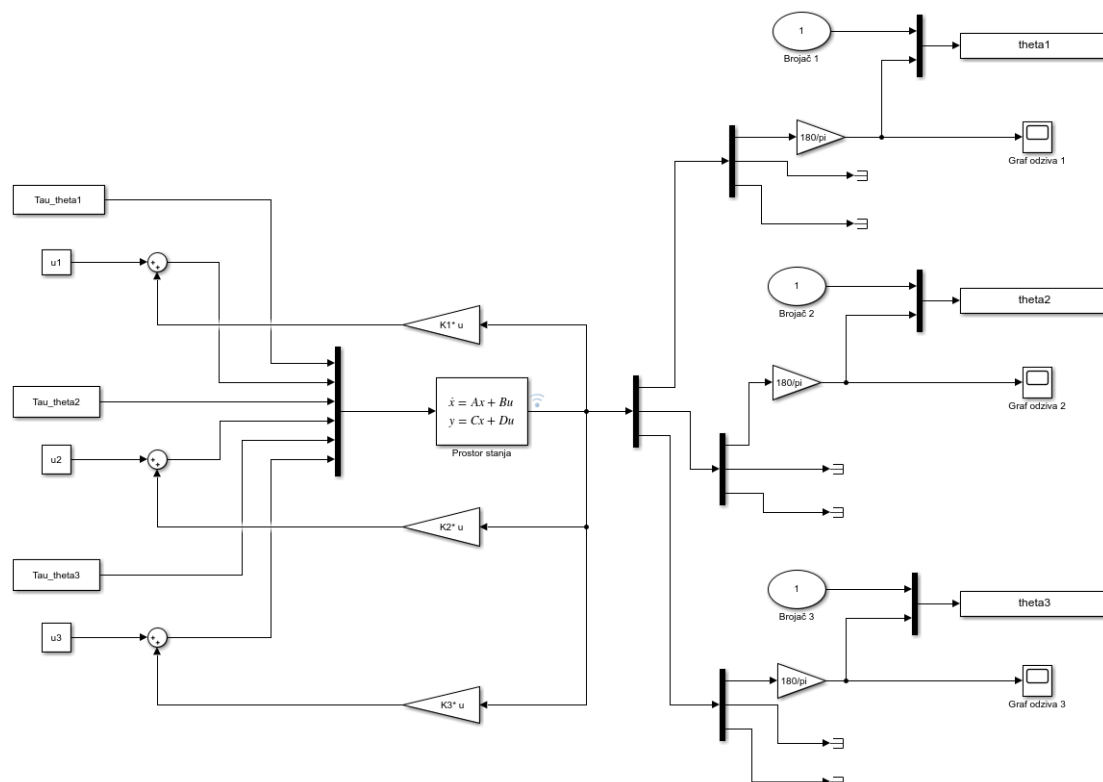 1
Brojač 1
theta1
180/pi
Graf odziva 1
Tau_theta1
u1
+
+
K1* u
1
Brojač 2
theta2
180/pi
Graf odziva 2
Tau_theta2
ẋ = Ax + Bu
y = Cx + Du
Prostor stanja
u2
+
+
K2* u
Tau_theta3
1
Brojač 3
theta3
u3
+
+
180/pi
Graf odziva 3
K3* u